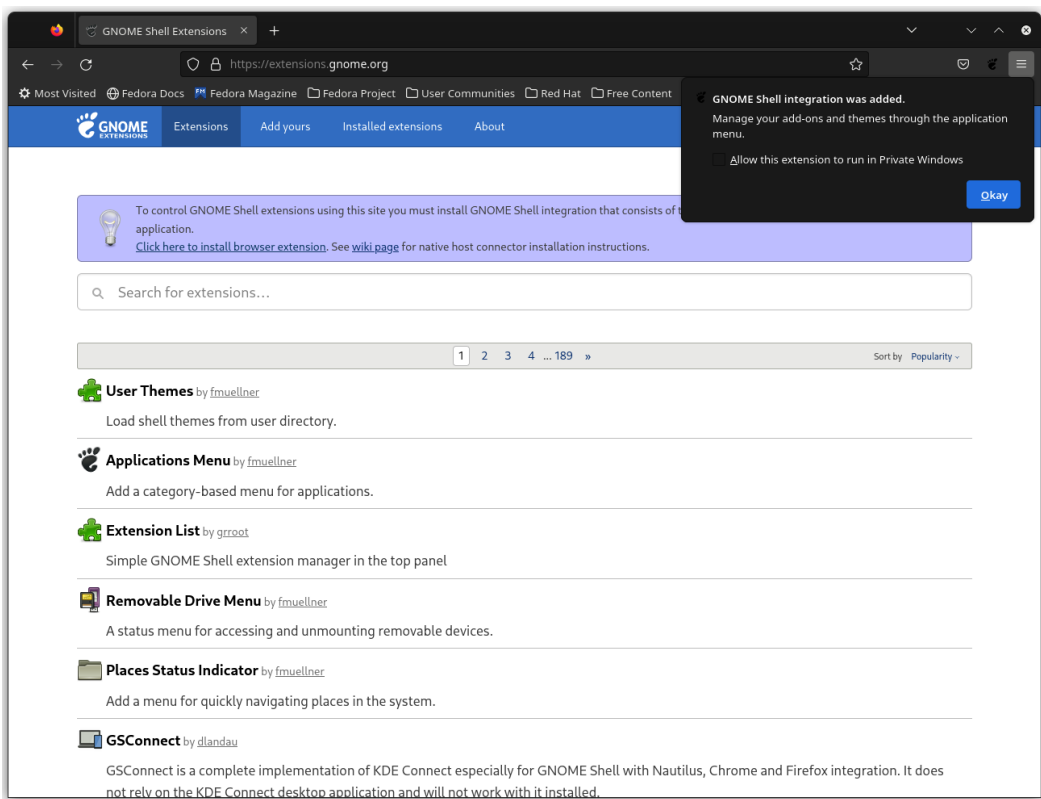 GNOME Shell Extensions
https://extensions.gnome.org
Most Visited Fedora Docs Fedora Magazine Fedora Project User Communities Red Hat Free Content
GNOME Shell integration was added.
Manage your add-ons and themes through the application
menu.
Allow this extension to run in Private Windows
Okay
GNOME
EXTENSIONS
Extensions Add yours Installed extensions About
To control GNOME Shell extensions using this site you must install GNOME Shell integration that consists of
application.
Click here to install browser extension. See wiki page for native host connector installation instructions.
Search for extensions…
1 2 3 4 ... 189 »
Sort by Popularity
User Themes by fmuellner
Load shell themes from user directory.
Applications Menu by fmuellner
Add a category-based menu for applications.
Extension List by grroot
Simple GNOME Shell extension manager in the top panel
Removable Drive Menu by fmuellner
A status menu for accessing and unmounting removable devices.
Places Status Indicator by fmuellner
Add a menu for quickly navigating places in the system.
GSConnect by dlandau
GSConnect is a complete implementation of KDE Connect especially for GNOME Shell with Nautilus, Chrome and Firefox integration. It does
not rely on the KDE Connect desktop application and will not work with it installed.